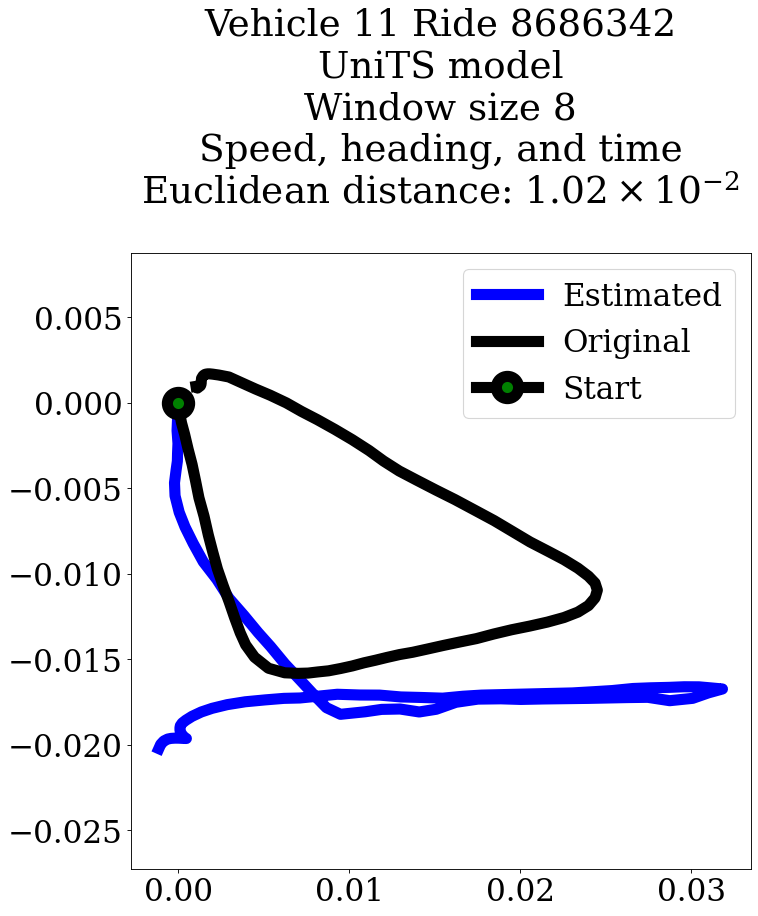 Vehicle 11 Ride 8686342
UniTS model
Window size 8
Speed, heading, and time
Euclidean distance: 1.02 × 10⁻²
Estimated
Original
Start
0.005
0.000
−0.005
−0.010
−0.015
−0.020
−0.025
0.00 0.01 0.02 0.03